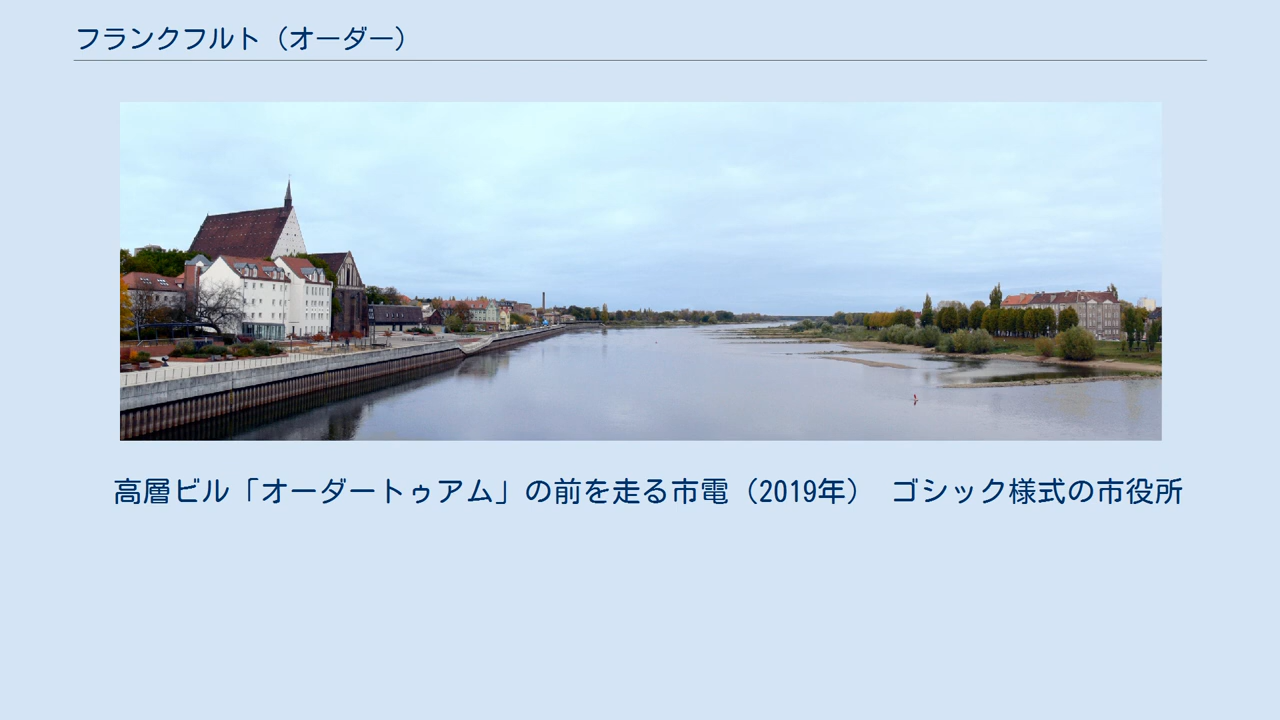 フランクフルト（オーダー）
高層ビル「オーダートゥアム」の前を走る市電（2019年）　ゴシック様式の市役所